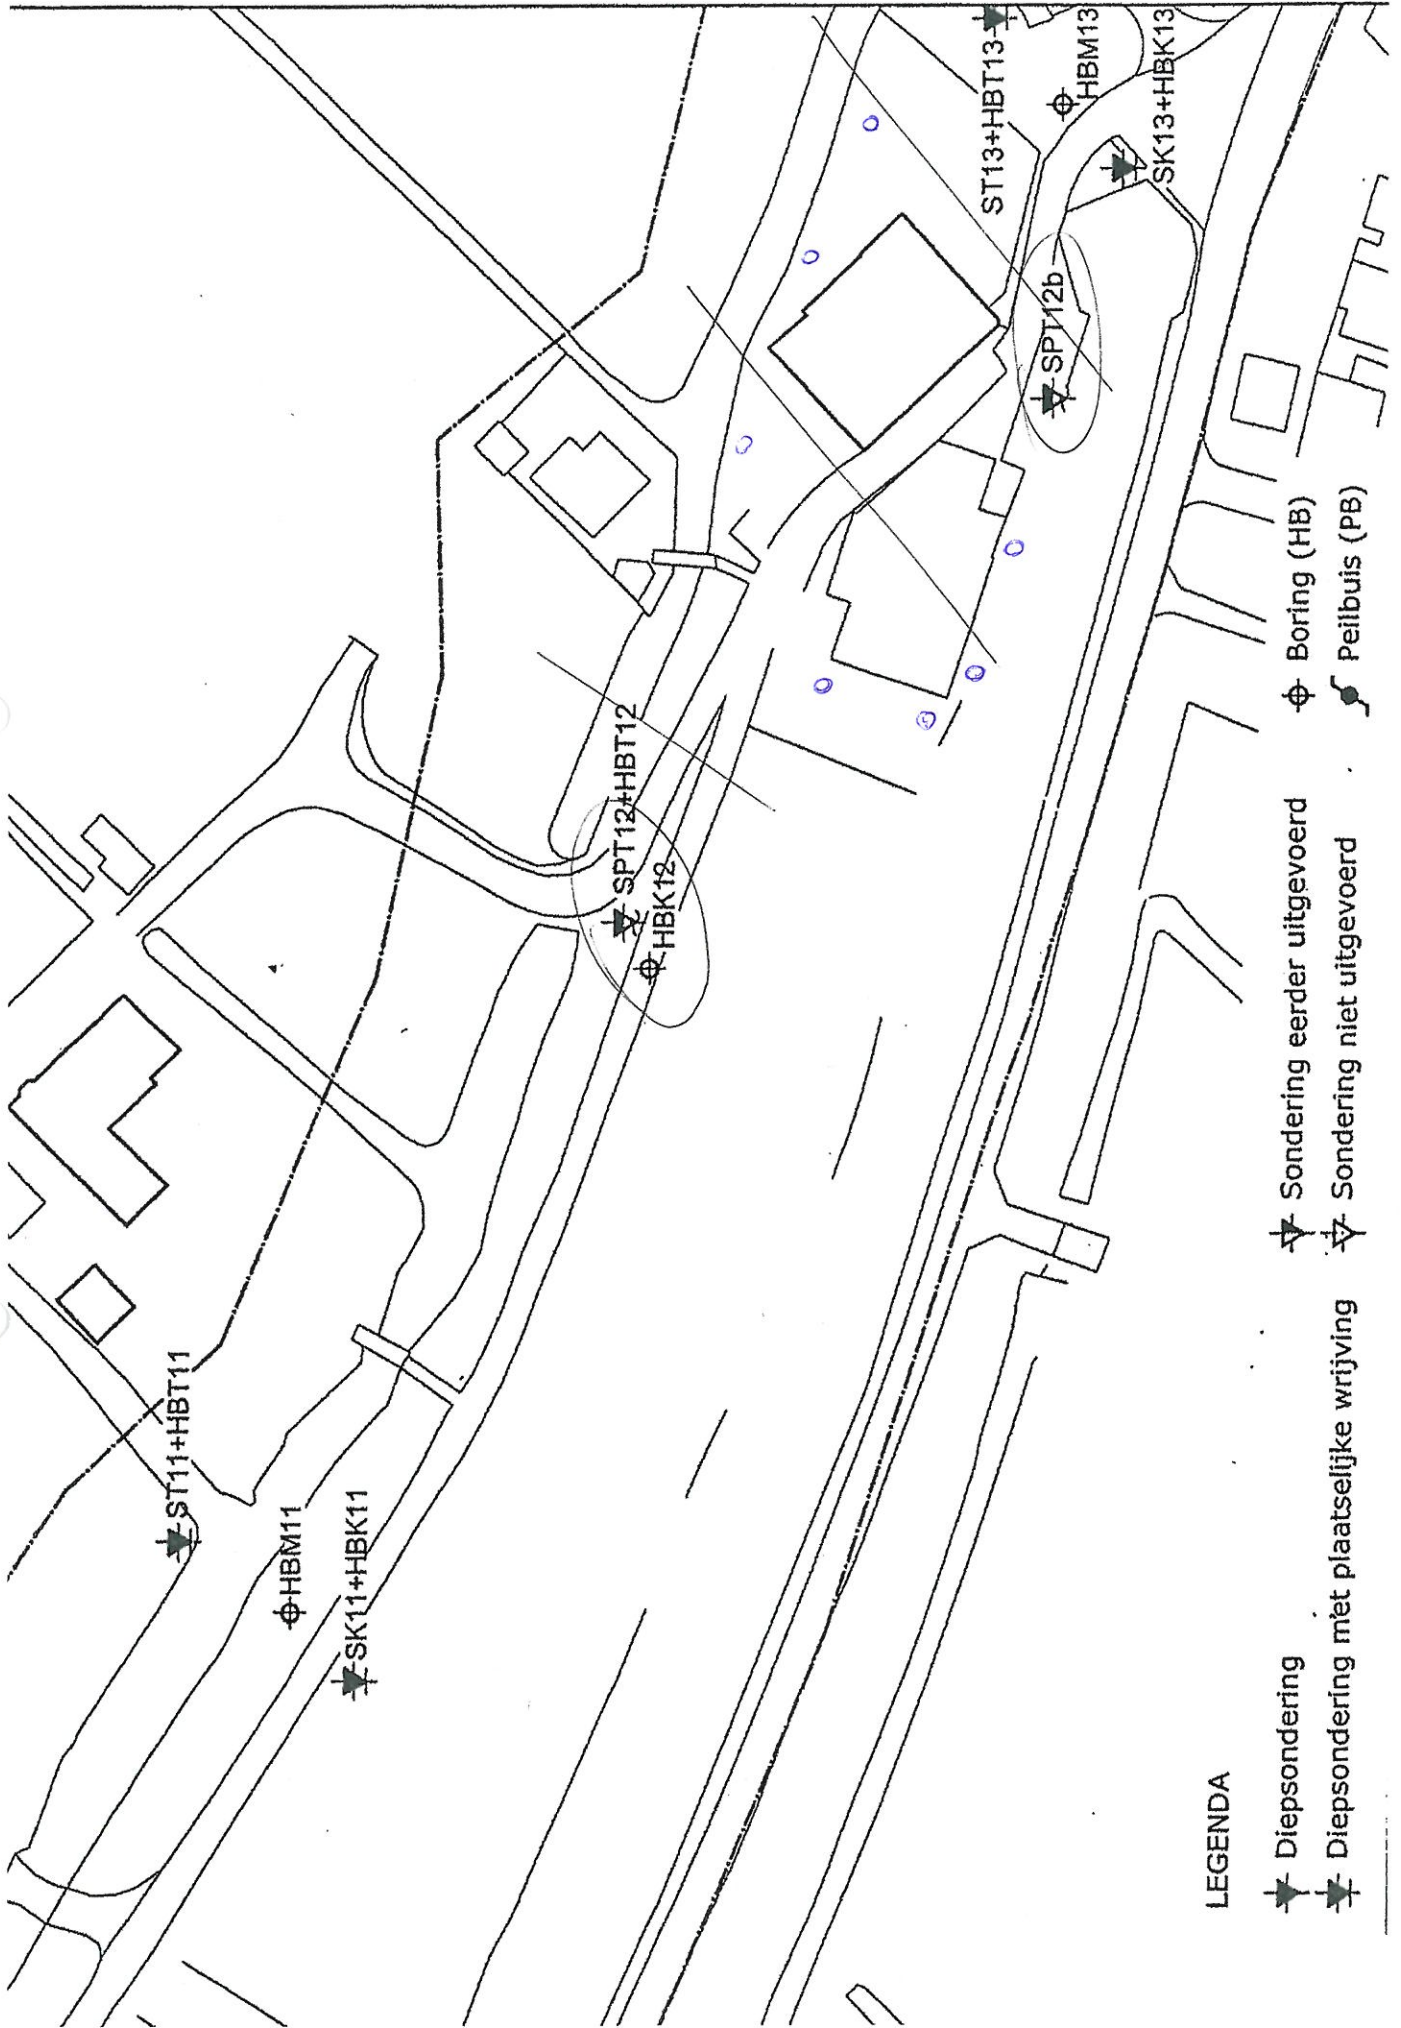 ST11+HBT11
HBM11
SK11+HBK11
SPT12+HBT12
HBK12
SPT12b
ST13+HBT13
HBM13
SK13+HBK13
LEGENDA
Diepsondering
Diepsondering met plaatselijke wrijving
Sondering eerder uitgevoerd
Sondering niet uitgevoerd
Boring (HB)
Peilbuis (PB)